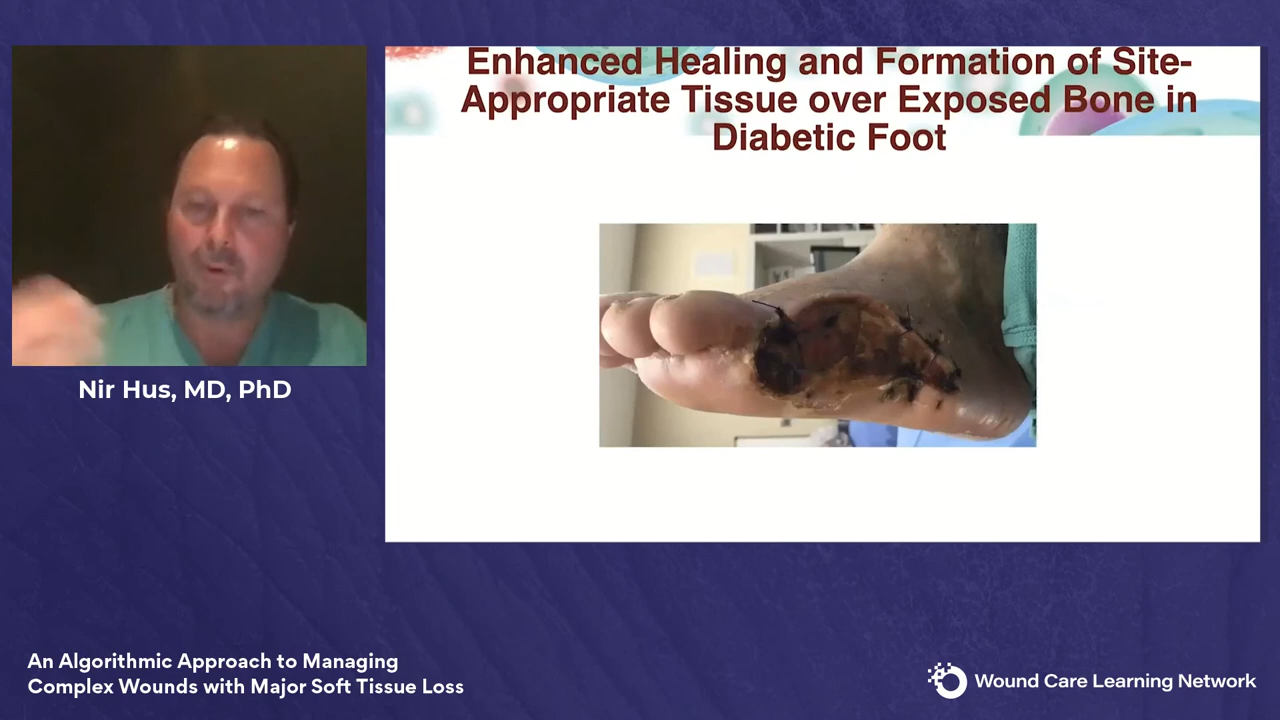 Enhanced Healing and Formation of Site-
Appropriate Tissue over Exposed Bone in
Diabetic Foot
Nir Hus, MD, PhD
An Algorithmic Approach to Managing
Complex Wounds with Major Soft Tissue Loss
Wound Care Learning Network